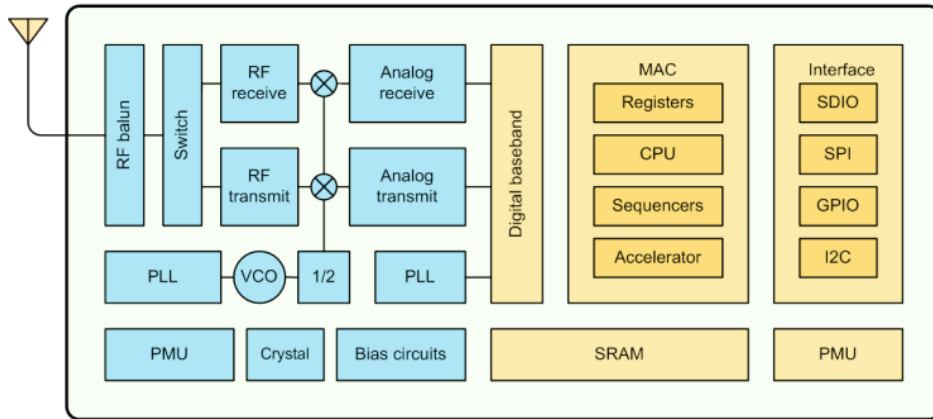 RF balun
Switch
RF
receive
Analog
receive
RF
transmit
Analog
transmit
Digital baseband
MAC
Registers
CPU
Sequencers
Accelerator
Interface
SDIO
SPI
GPIO
I2C
PLL
VCO
1/2
PLL
PMU
Crystal
Bias circuits
SRAM
PMU